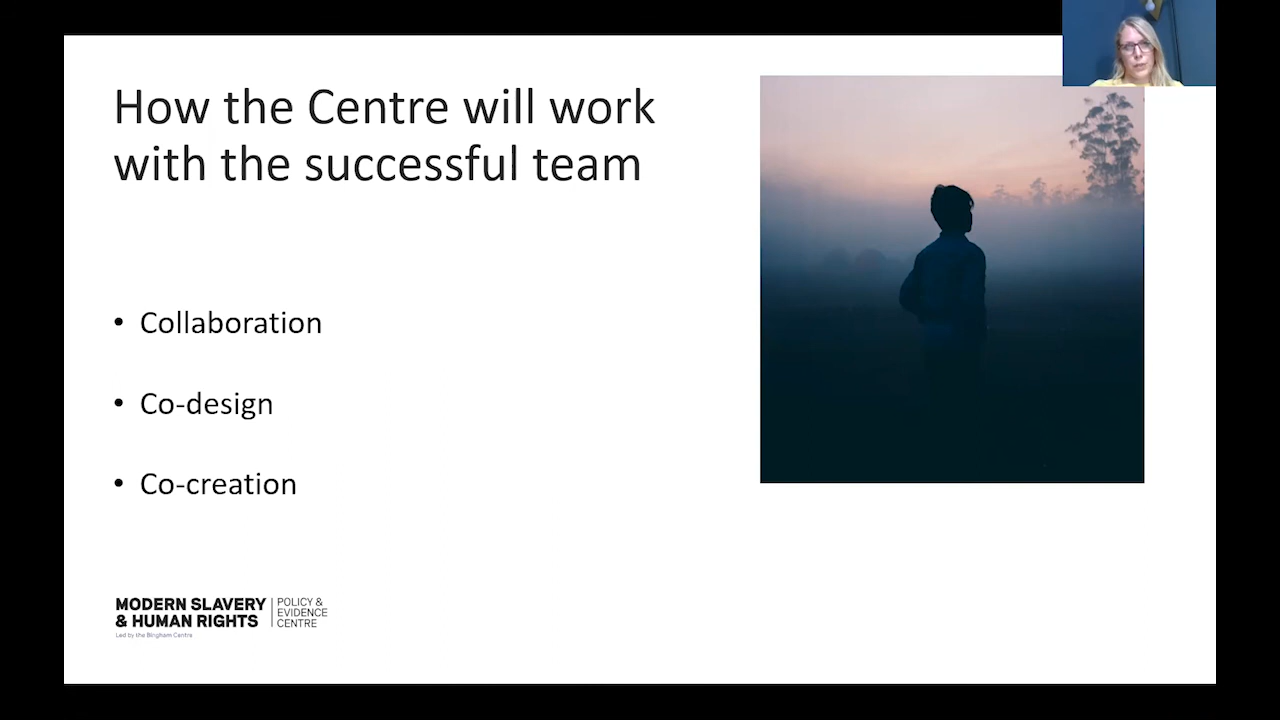 How the Centre will work
with the successful team
• Collaboration
• Co-design
• Co-creation
MODERN SLAVERY
& HUMAN RIGHTS
POLICY &
EVIDENCE
CENTRE
Led by the Bingham Centre